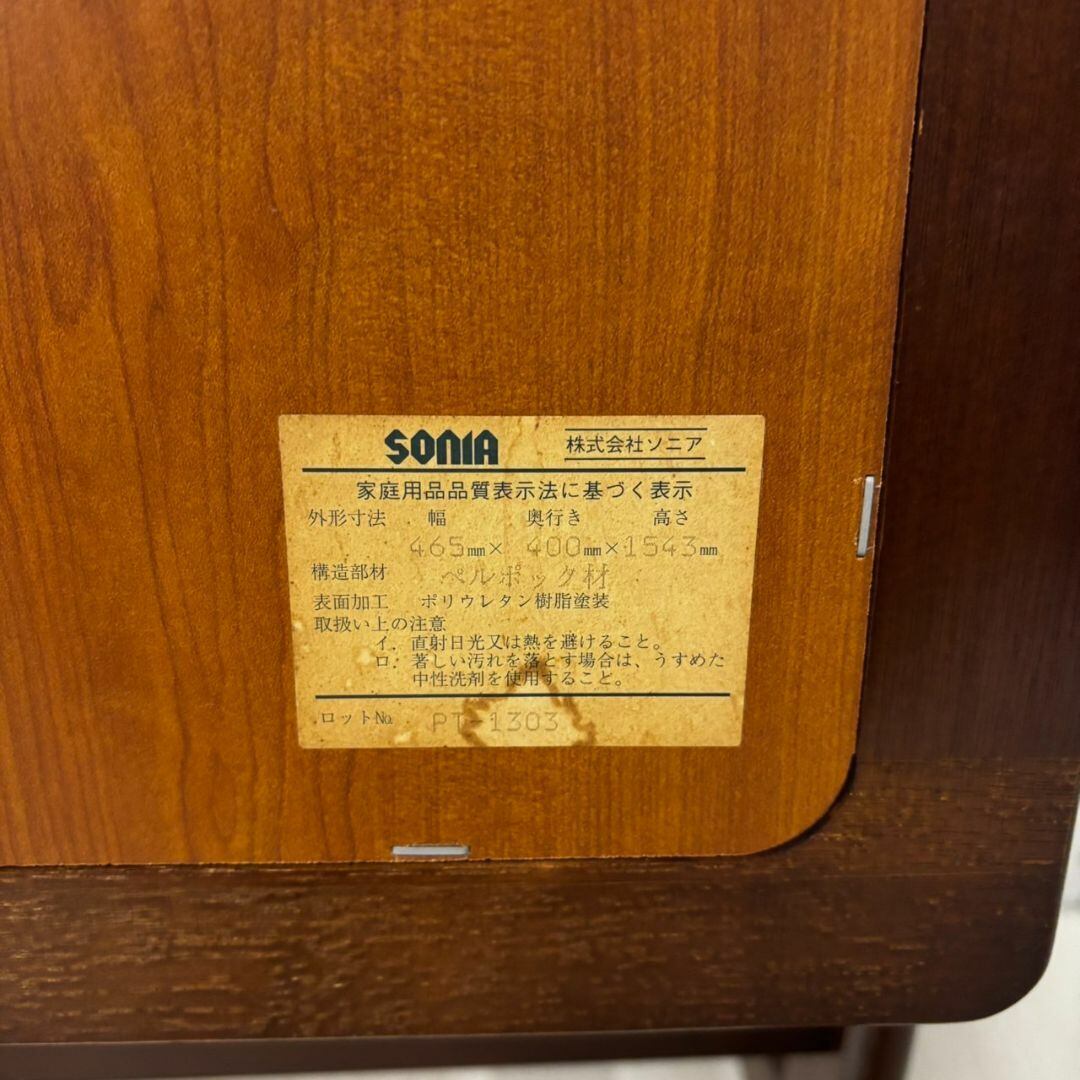 SONIA 株式会社ソニア
家庭用品品質表示法に基づく表示
外形寸法 幅 奥行き 高さ
465㎜× 400㎜×1543㎜
構造部材 ペルポック材
表面加工 ポリウレタン樹脂塗装
取扱い上の注意
イ. 直射日光又は熱を避けること。
ロ. 著しい汚れを落とす場合は、うすめた
中性洗剤を使用すること。
ロット№ PT-1303